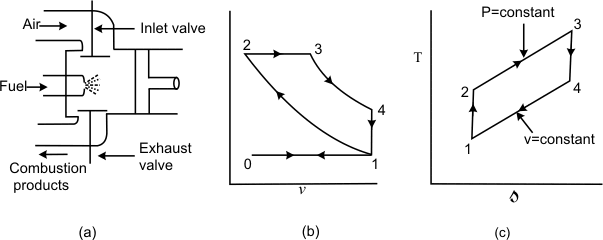 Air
Inlet valve
Fuel
Exhaust
valve
Combustion
products
(a)
2
3
4
0
1
v
(b)
P=constant
T
3
2
4
1
v=constant
(c)